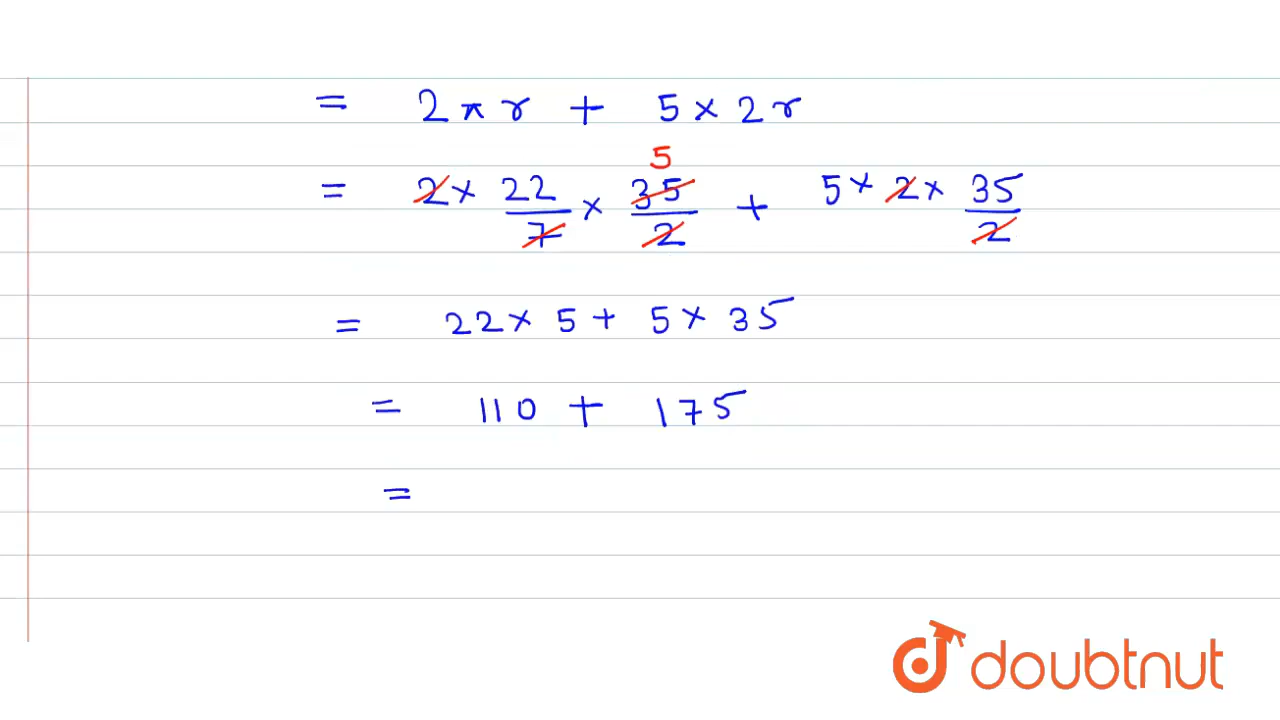 = 2πr + 5 × 2r
5
= 2 × 22/7 × 35/2 + 5 × 2 × 35/2
= 22 × 5 + 5 × 35
= 110 + 175
=
doubtnut